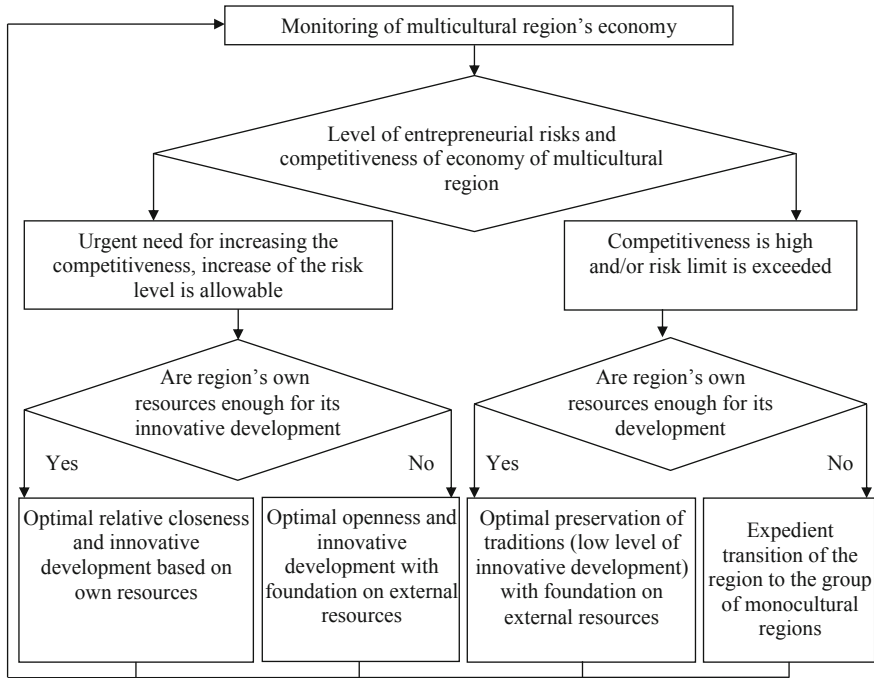 Monitoring of multicultural region’s economy
Level of entrepreneurial risks and
competitiveness of economy of multicultural
region
Urgent need for increasing the
competitiveness, increase of the risk
level is allowable
Competitiveness is high
and/or risk limit is exceeded
Are region’s own
resources enough for its
innovative development
Are region’s own
resources enough for its
development
Yes
No
Yes
No
Optimal relative closeness
and innovative
development based on
own resources
Optimal openness and
innovative
development with
foundation on external
resources
Optimal preservation of
traditions (low level of
innovative development)
with foundation on
external resources
Expedient
transition of the
region to the group
of monocultural
regions